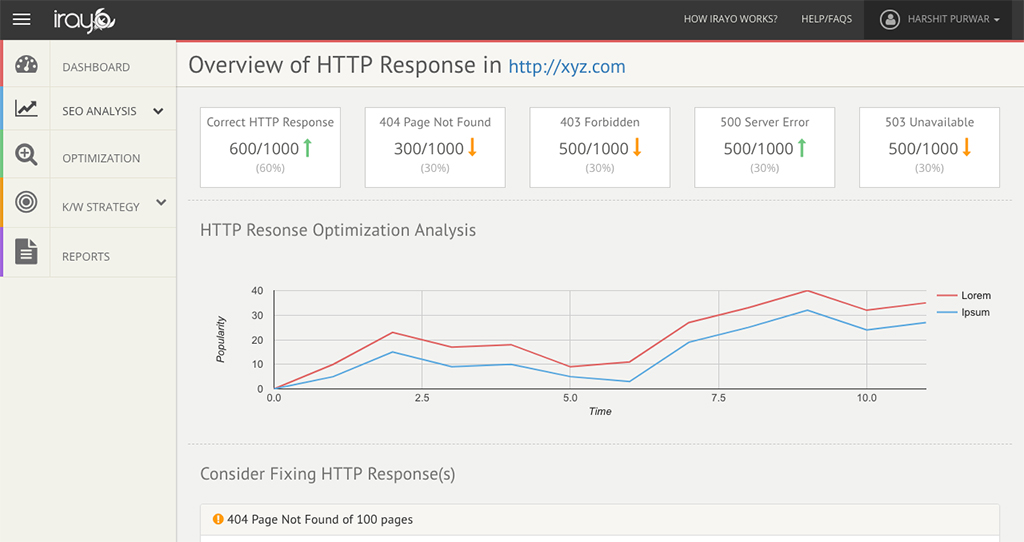 irayo
HOW IRAYO WORKS?
HELP/FAQS
HARSHIT PURWAR
DASHBOARD
SEO ANALYSIS
OPTIMIZATION
K/W STRATEGY
REPORTS
Overview of HTTP Response in http://xyz.com
Correct HTTP Response
600/1000
(60%)
404 Page Not Found
300/1000
(30%)
403 Forbidden
500/1000
(30%)
500 Server Error
500/1000
(30%)
503 Unavailable
500/1000
(30%)
HTTP Resonse Optimization Analysis
Popularity
40
30
20
10
0
0.0
2.5
5.0
7.5
10.0
Time
Lorem
Ipsum
Consider Fixing HTTP Response(s)
404 Page Not Found of 100 pages